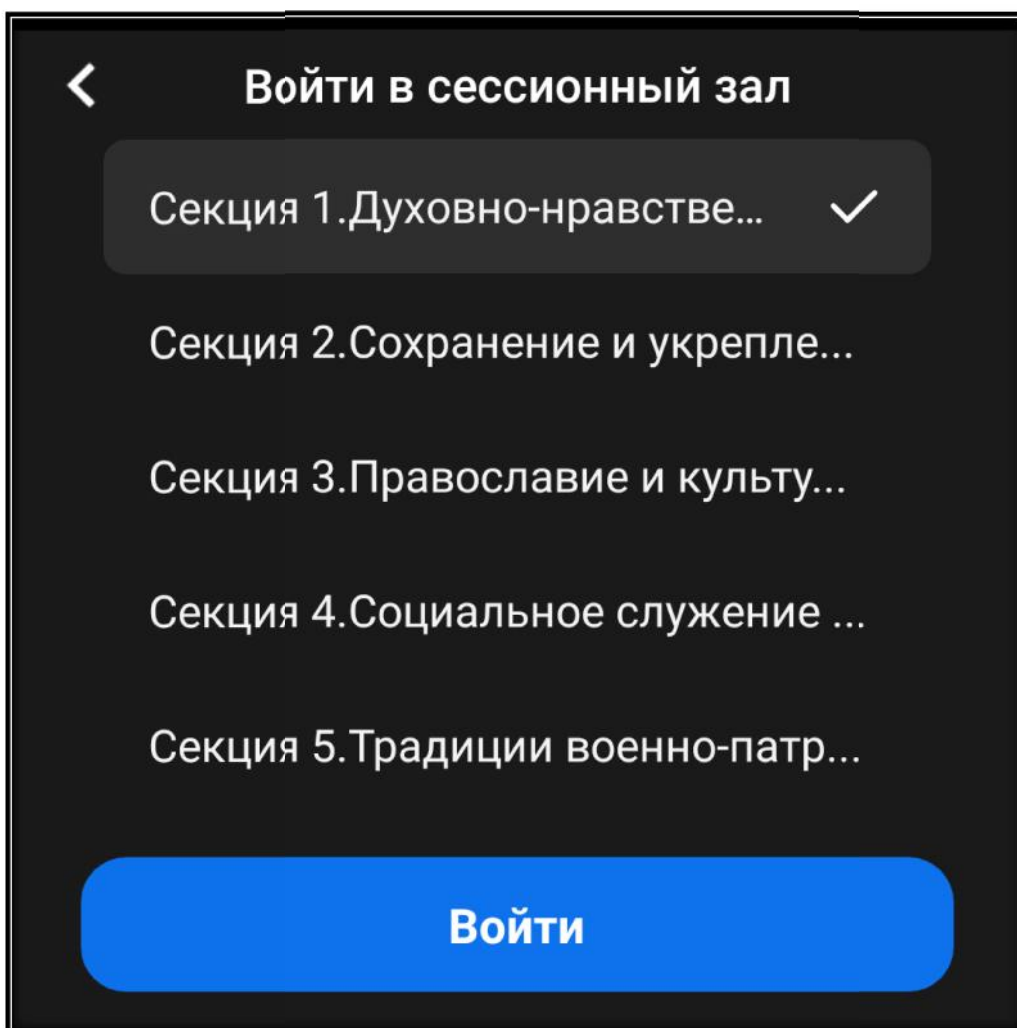 Войти в сессионный зал
Секция 1.Духовно-нравстве...
Секция 2.Сохранение и укрепле...
Секция 3.Православие и культу...
Секция 4.Социальное служение ...
Секция 5.Традиции военно-патр...
Войти